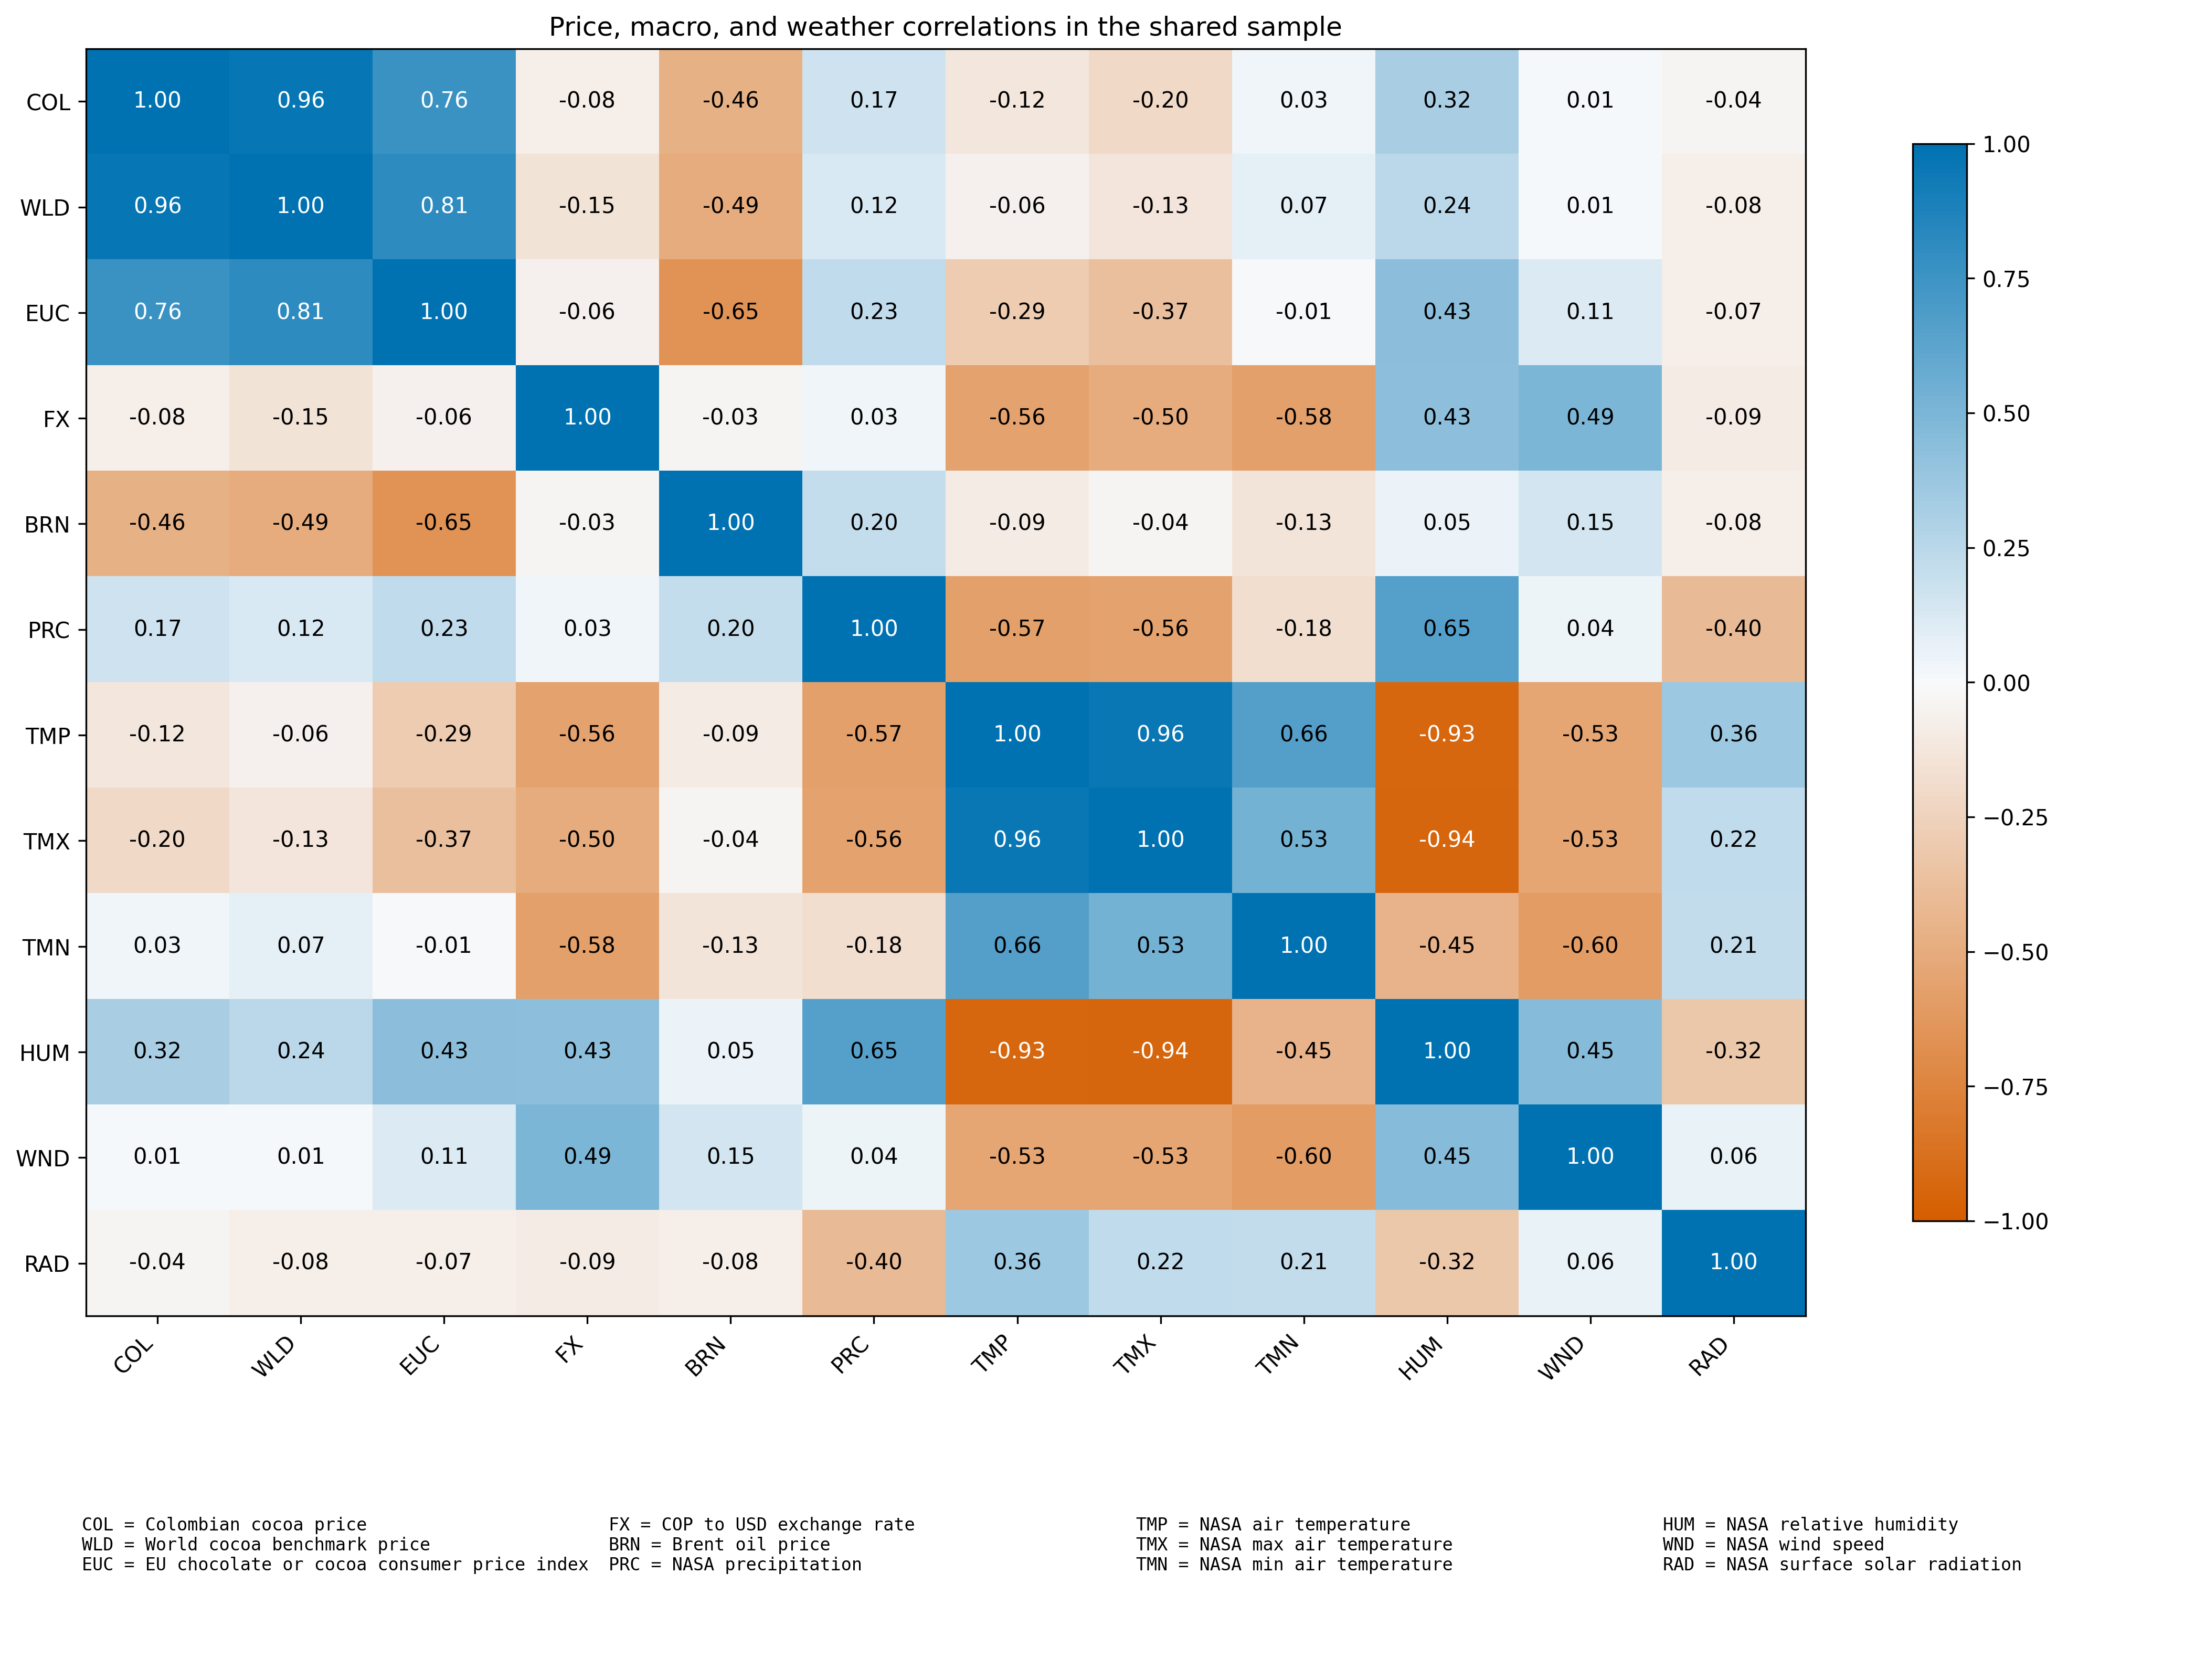 Price, macro, and weather correlations in the shared sample
COL 1.00 0.96 0.76 -0.08 -0.46 0.17 -0.12 -0.20 0.03 0.32 0.01 -0.04
WLD 0.96 1.00 0.81 -0.15 -0.49 0.12 -0.06 -0.13 0.07 0.24 0.01 -0.08
EUC 0.76 0.81 1.00 -0.06 -0.65 0.23 -0.29 -0.37 -0.01 0.43 0.11 -0.07
FX -0.08 -0.15 -0.06 1.00 -0.03 0.03 -0.56 -0.50 -0.58 0.43 0.49 -0.09
BRN -0.46 -0.49 -0.65 -0.03 1.00 0.20 -0.09 -0.04 -0.13 0.05 0.15 -0.08
PRC 0.17 0.12 0.23 0.03 0.20 1.00 -0.57 -0.56 -0.18 0.65 0.04 -0.40
TMP -0.12 -0.06 -0.29 -0.56 -0.09 -0.57 1.00 0.96 0.66 -0.93 -0.53 0.36
TMX -0.20 -0.13 -0.37 -0.50 -0.04 -0.56 0.96 1.00 0.53 -0.94 -0.53 0.22
TMN 0.03 0.07 -0.01 -0.58 -0.13 -0.18 0.66 0.53 1.00 -0.45 -0.60 0.21
HUM 0.32 0.24 0.43 0.43 0.05 0.65 -0.93 -0.94 -0.45 1.00 0.45 -0.32
WND 0.01 0.01 0.11 0.49 0.15 0.04 -0.53 -0.53 -0.60 0.45 1.00 0.06
RAD -0.04 -0.08 -0.07 -0.09 -0.08 -0.40 0.36 0.22 0.21 -0.32 0.06 1.00
COL WLD EUC FX BRN PRC TMP TMX TMN HUM WND RAD
1.00
0.75
0.50
0.25
0.00
−0.25
−0.50
−0.75
−1.00
COL = Colombian cocoa price
WLD = World cocoa benchmark price
EUC = EU chocolate or cocoa consumer price index
FX = COP to USD exchange rate
BRN = Brent oil price
PRC = NASA precipitation
TMP = NASA air temperature
TMX = NASA max air temperature
TMN = NASA min air temperature
HUM = NASA relative humidity
WND = NASA wind speed
RAD = NASA surface solar radiation